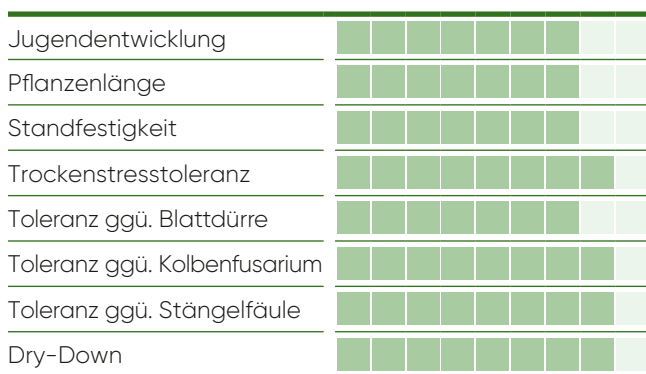 Jugendentwicklung
Pflanzenlänge
Standfestigkeit
Trockenstresstoleranz
Toleranz ggü. Blattdürre
Toleranz ggü. Kolbenfusarium
Toleranz ggü. Stängelfäule
Dry-Down